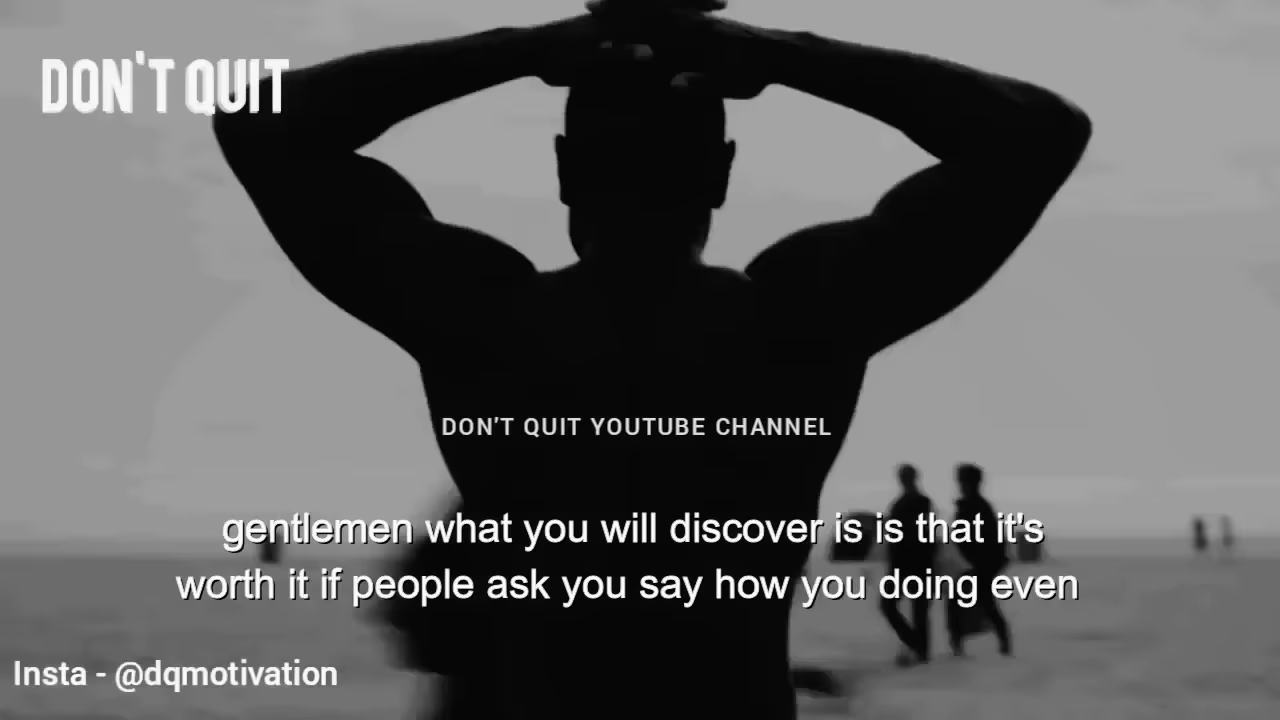 DON'T QUIT
DON'T QUIT YOUTUBE CHANNEL
gentlemen what you will discover is is that it's
worth it if people ask you say how you doing even
Insta - @dqmotivation